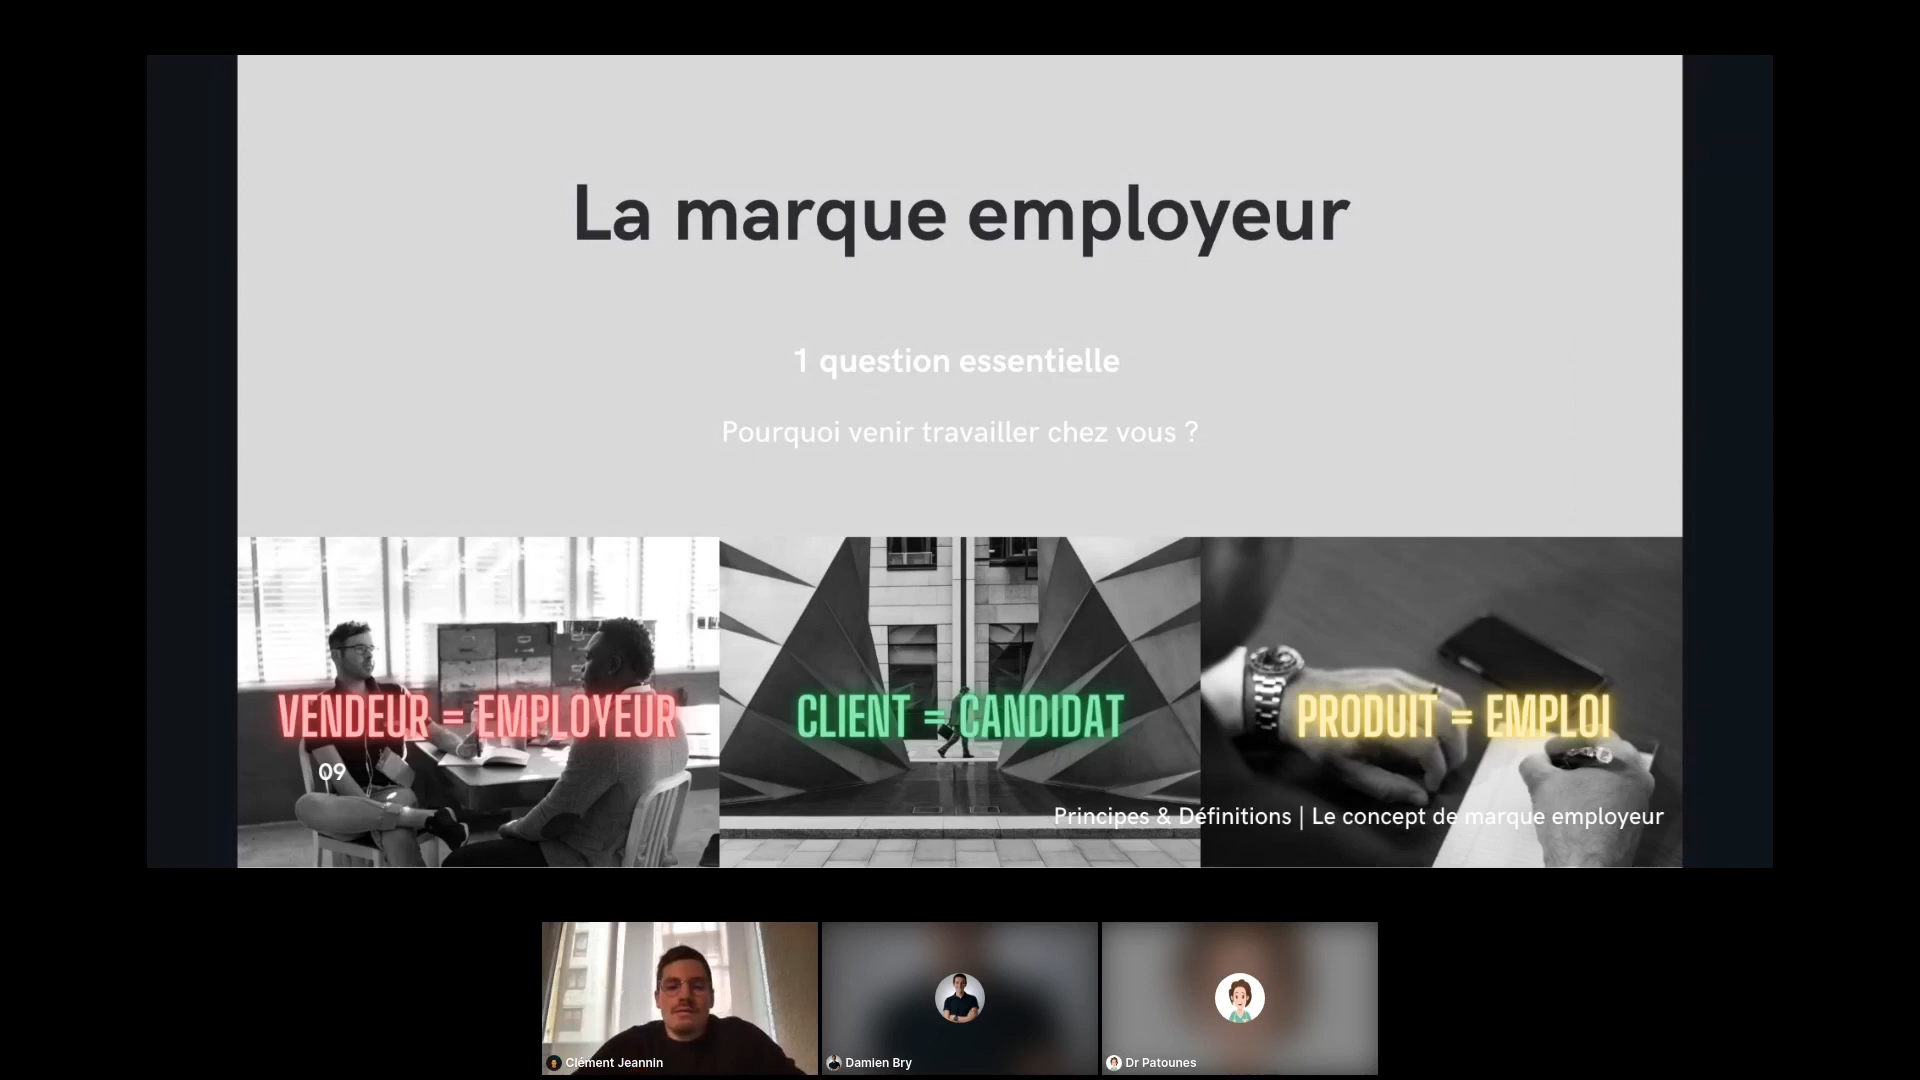 La marque employeur
1 question essentielle
Pourquoi venir travailler chez vous ?
VENDEUR = EMPLOYEUR
CLIENT = CANDIDAT
PRODUIT = EMPLOI
09
Principes & Définitions | Le concept de marque employeur
Clément Jeannin
Damien Bry
Dr Patounes